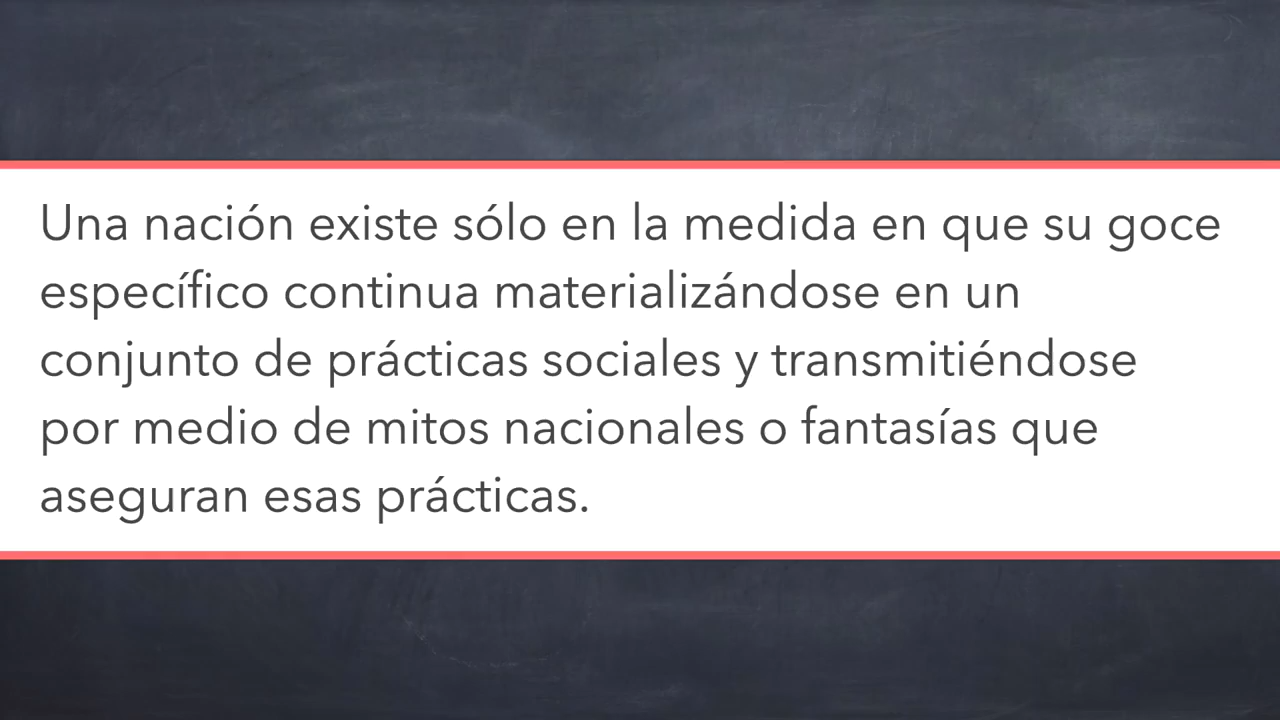 Una nación existe sólo en la medida en que su goce
específico continua materializándose en un
conjunto de prácticas sociales y transmitiéndose
por medio de mitos nacionales o fantasías que
aseguran esas prácticas.